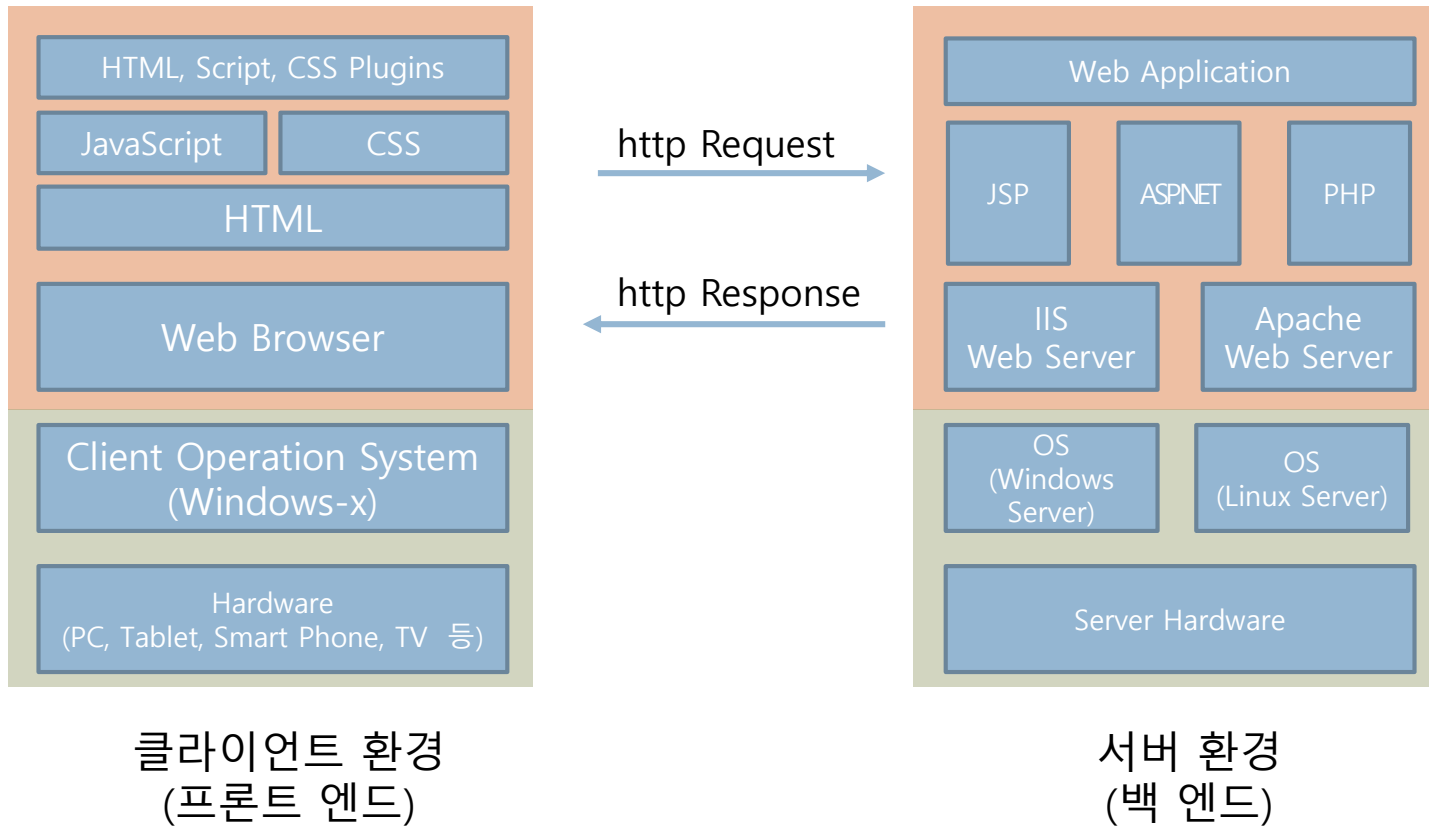 HTML, Script, CSS Plugins
JavaScript
CSS
HTML
Web Browser
Client Operation System
(Windows-x)
Hardware
(PC, Tablet, Smart Phone, TV 등)
클라이언트 환경
(프론트 엔드)
http Request
http Response
Web Application
JSP
ASP.NET
PHP
IIS
Web Server
Apache
Web Server
OS
(Windows
Server)
OS
(Linux Server)
Server Hardware
서버 환경
(백 엔드)